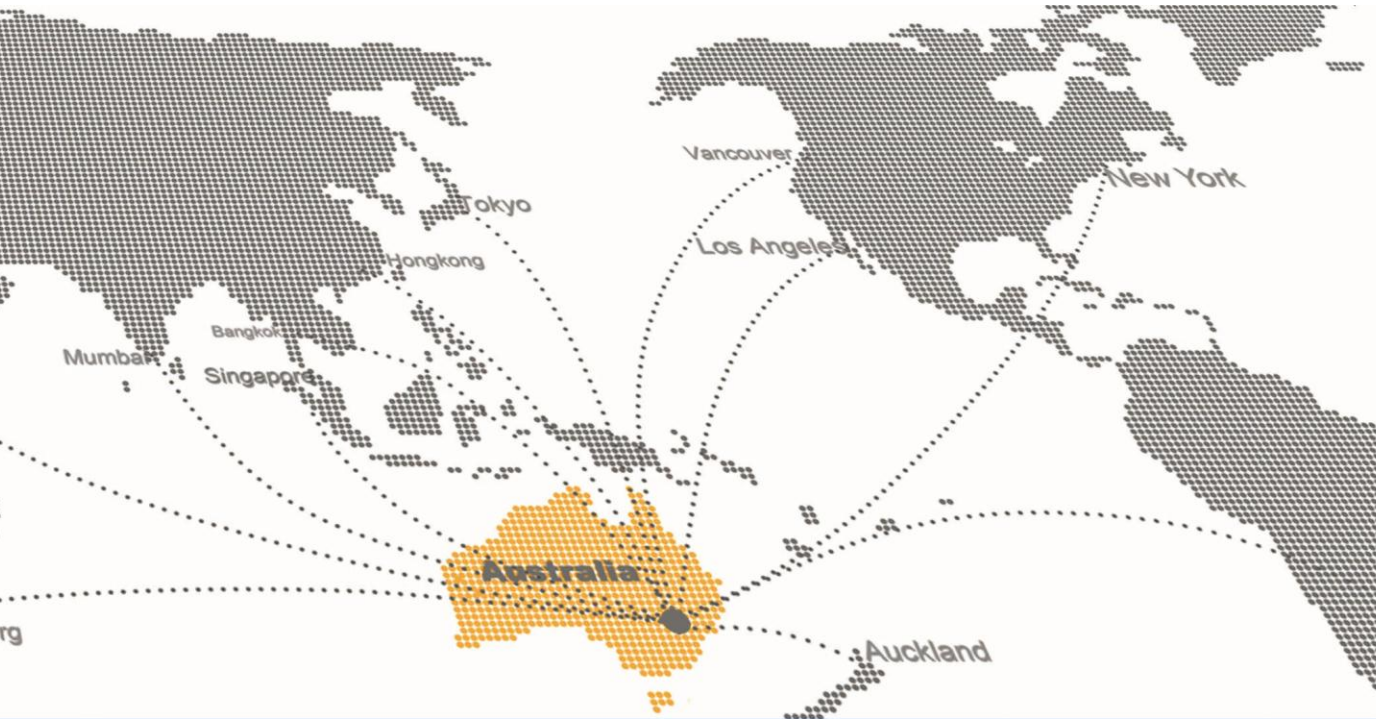 Vancouver
New York
Tokyo
Los Angeles
Hongkong
Bangkok
Mumbai
Singapore
Australia
rg
Auckland